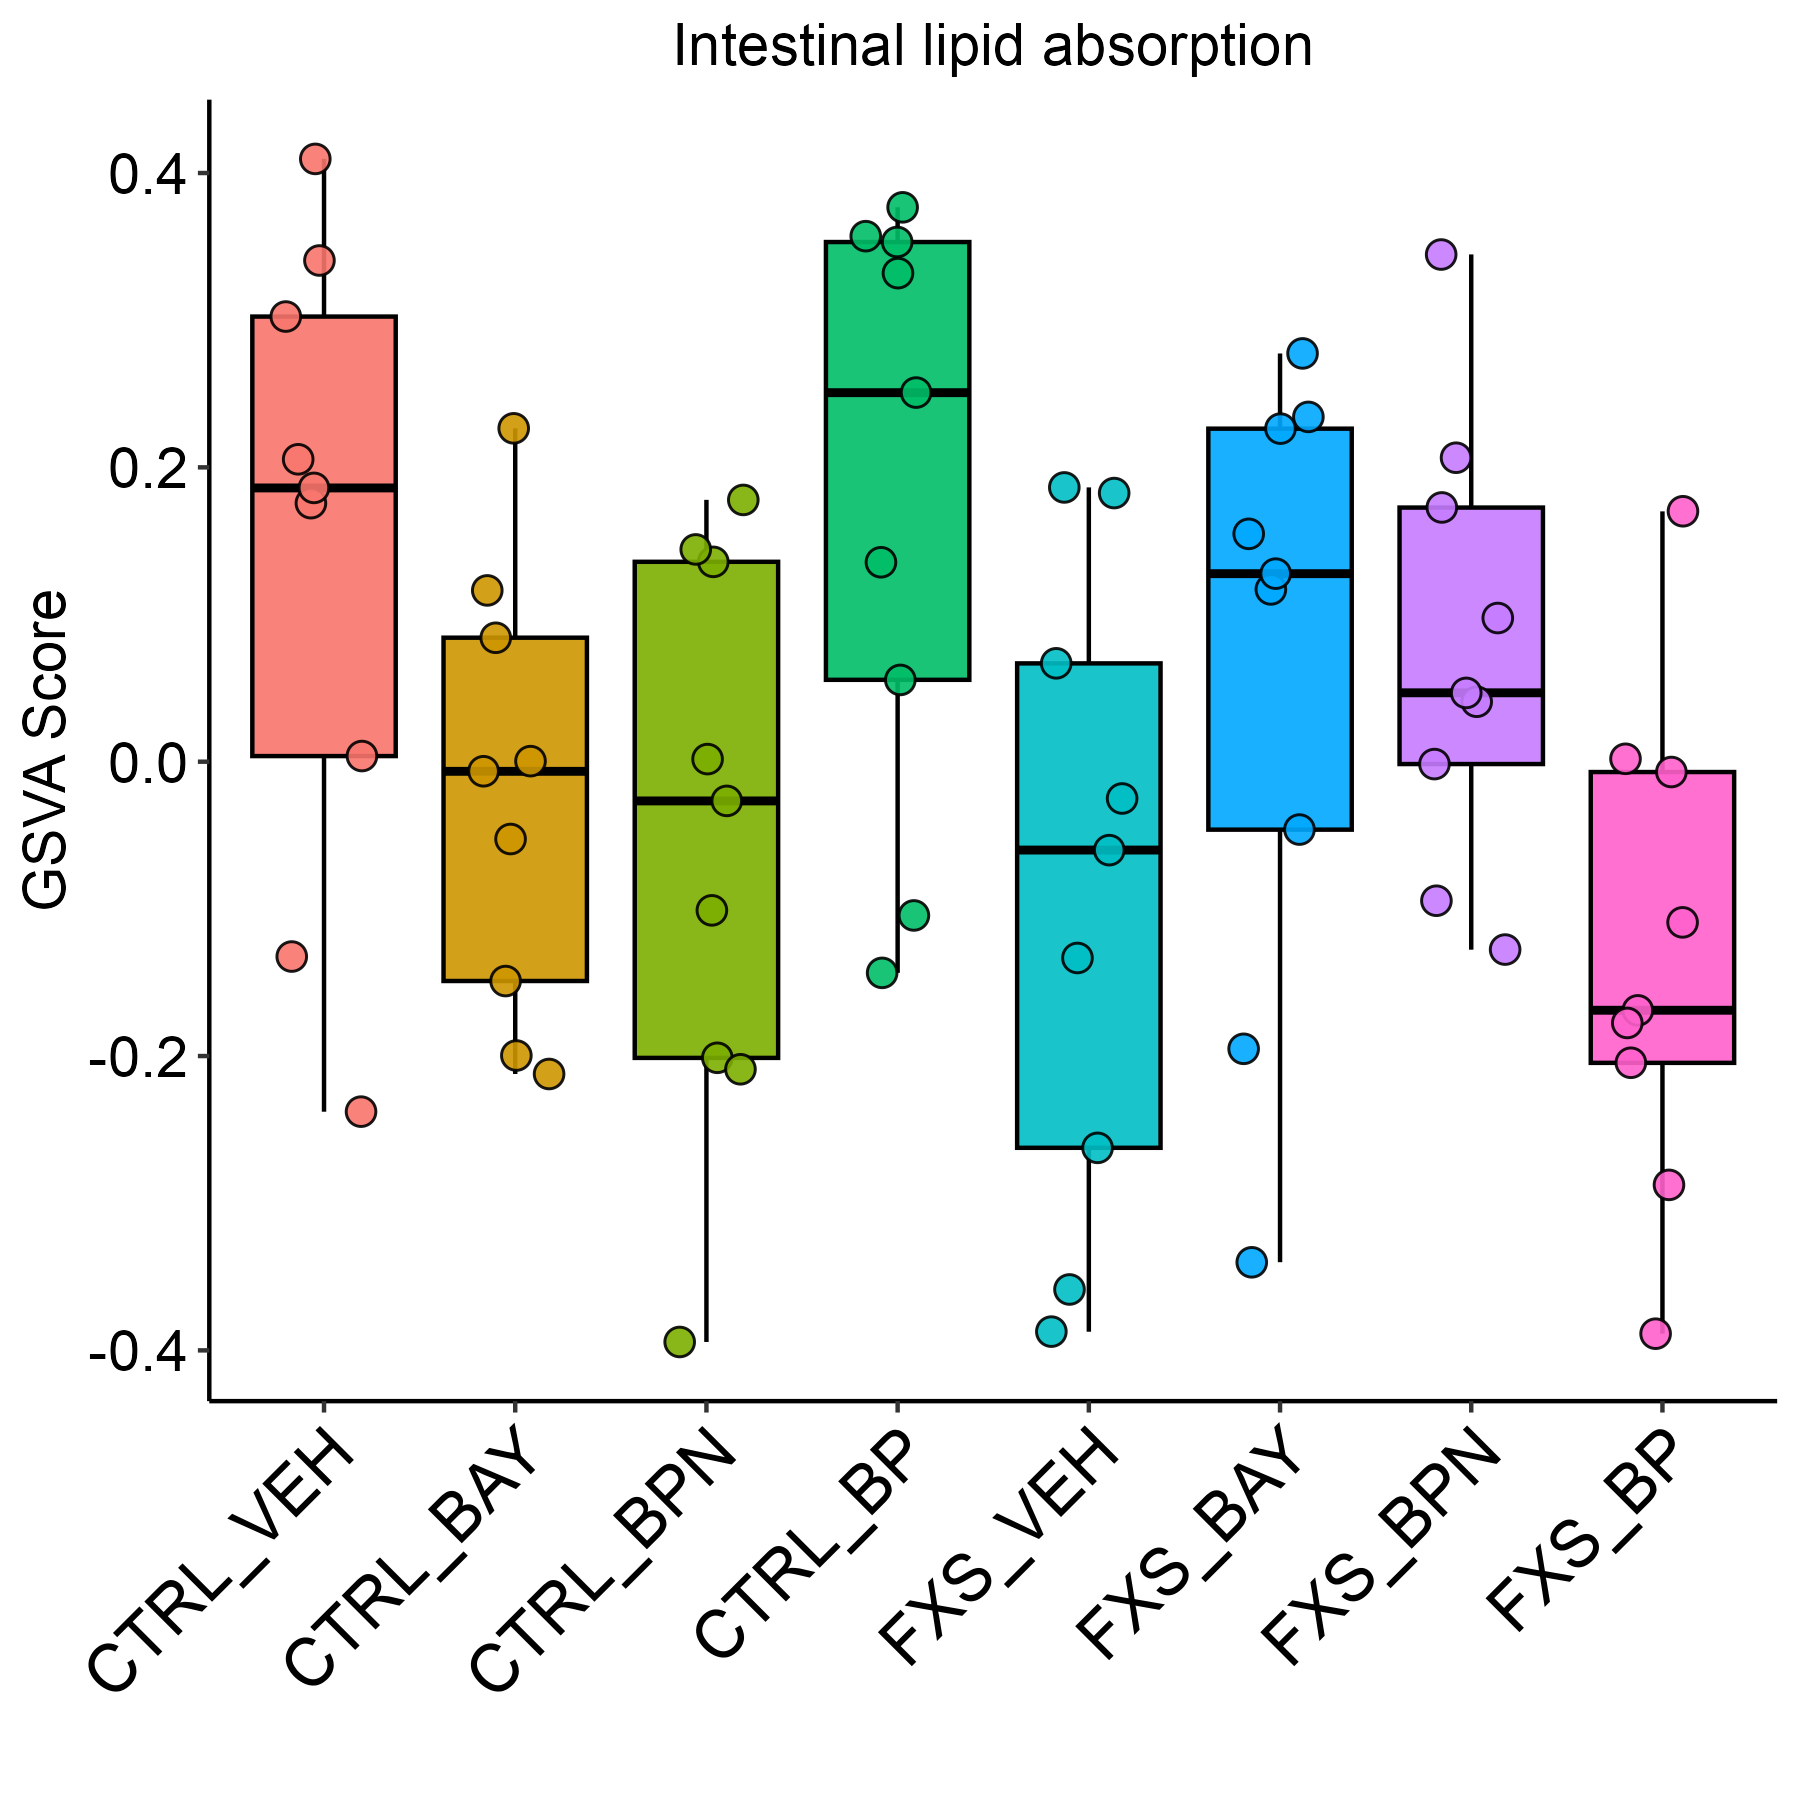 Intestinal lipid absorption
GSVA Score
0.4
0.2
0.0
-0.2
-0.4
CTRL_VEH
CTRL_BAY
CTRL_BPN
CTRL_BP
FXS_VEH
FXS_BAY
FXS_BPN
FXS_BP